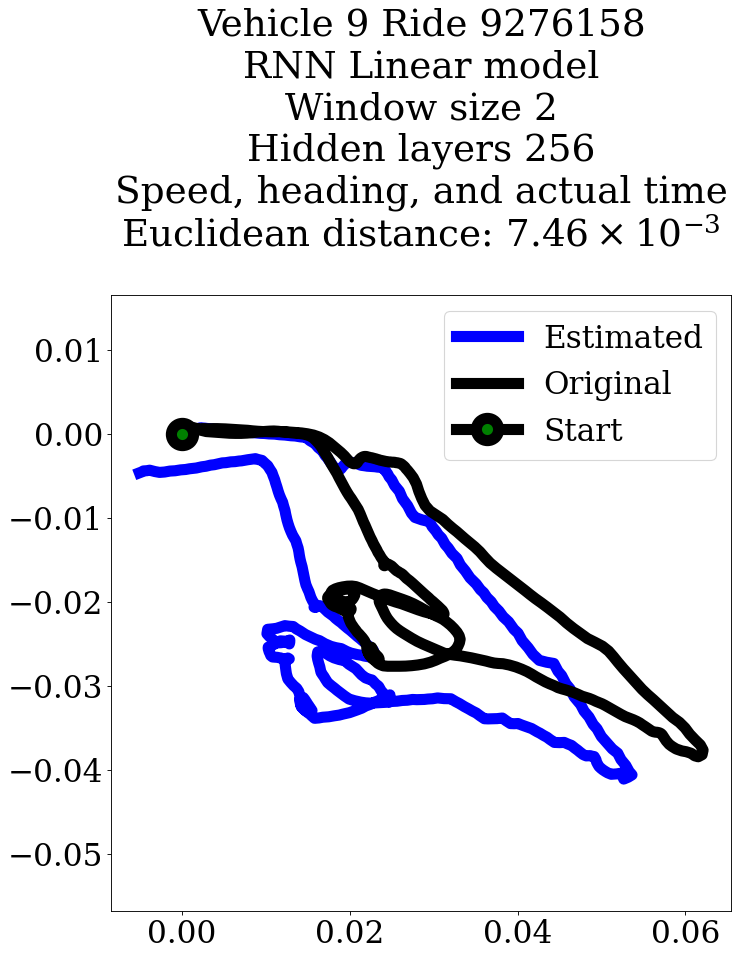 Vehicle 9 Ride 9276158
RNN Linear model
Window size 2
Hidden layers 256
Speed, heading, and actual time
Euclidean distance: 7.46 × 10⁻³
Estimated
Original
Start
0.01
0.00
−0.01
−0.02
−0.03
−0.04
−0.05
0.00 0.02 0.04 0.06